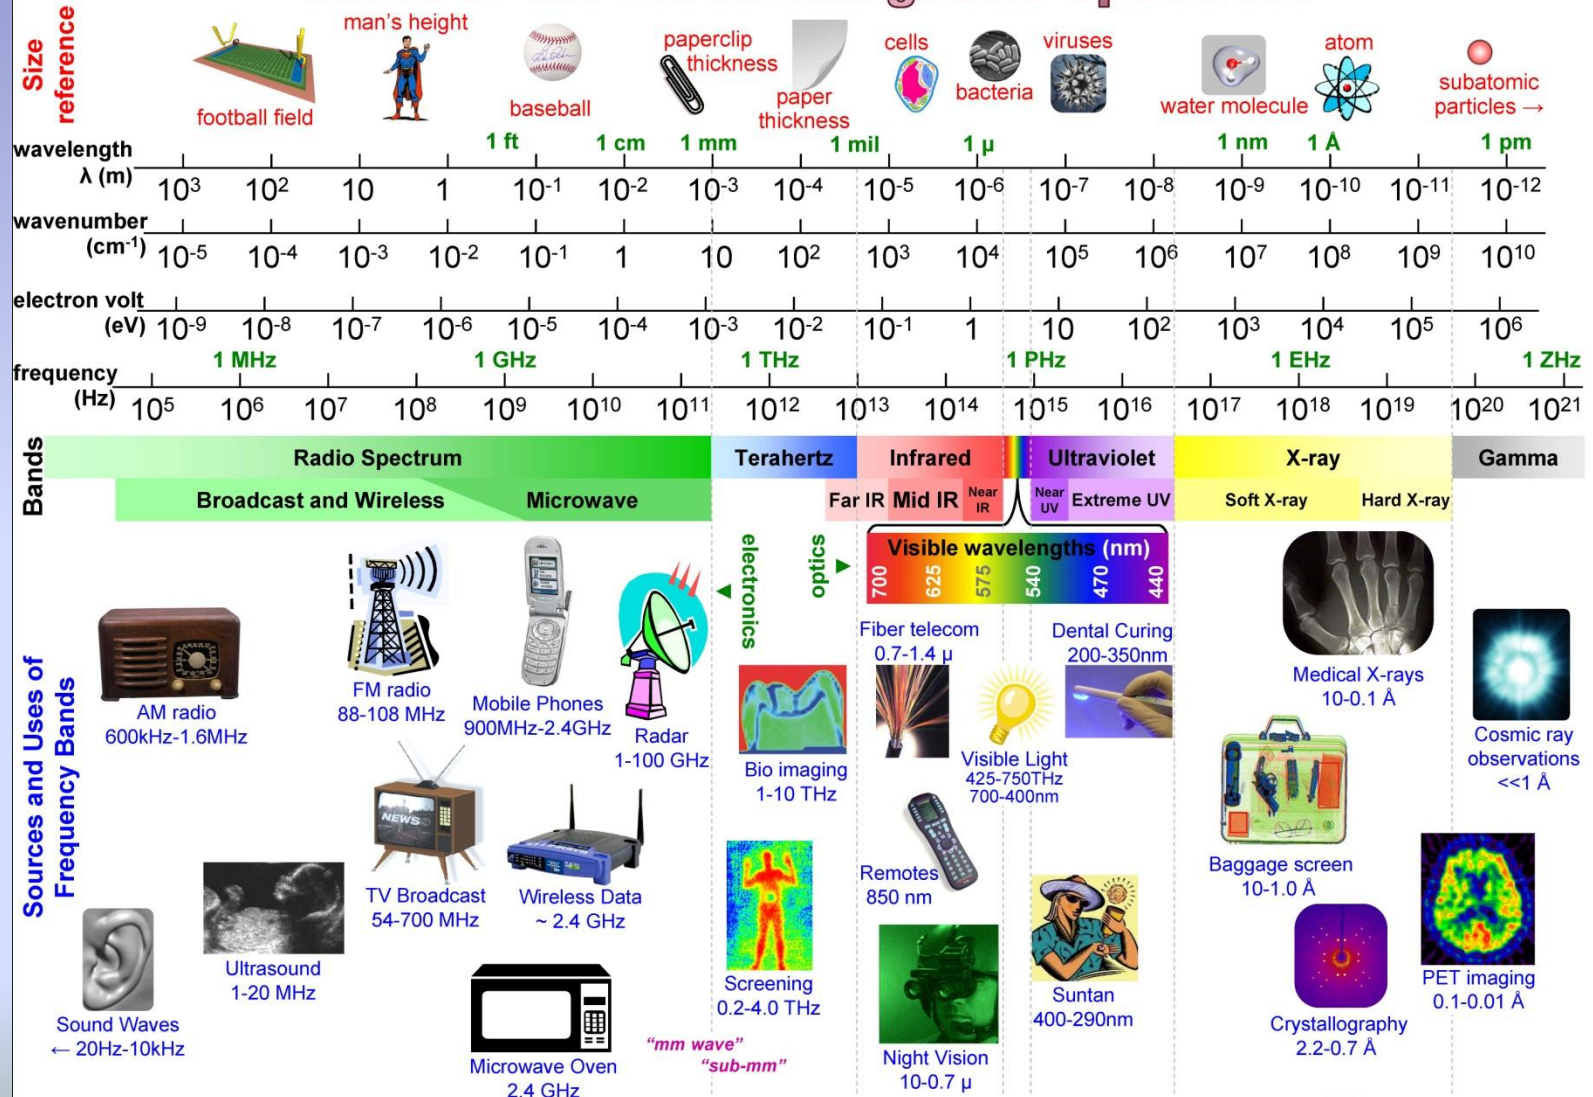 Size
reference
football field
man's height
baseball
paperclip
thickness
paper
thickness
cells
bacteria
viruses
water molecule
atom
subatomic
particles →
1 ft
1 cm
1 mm
1 mil
1 µ
1 nm
1 Å
1 pm
wavelength
λ (m)
10³ 10² 10 1 10⁻¹ 10⁻² 10⁻³ 10⁻⁴ 10⁻⁵ 10⁻⁶ 10⁻⁷ 10⁻⁸ 10⁻⁹ 10⁻¹⁰ 10⁻¹¹ 10⁻¹²
wavenumber
(cm⁻¹)
10⁻⁵ 10⁻⁴ 10⁻³ 10⁻² 10⁻¹ 1 10 10² 10³ 10⁴ 10⁵ 10⁶ 10⁷ 10⁸ 10⁹ 10¹⁰
electron volt
(eV)
10⁻⁹ 10⁻⁸ 10⁻⁷ 10⁻⁶ 10⁻⁵ 10⁻⁴ 10⁻³ 10⁻² 10⁻¹ 1 10 10² 10³ 10⁴ 10⁵ 10⁶
1 MHz
1 GHz
1 THz
1 PHz
1 EHz
1 ZHz
frequency
(Hz)
10⁵ 10⁶ 10⁷ 10⁸ 10⁹ 10¹⁰ 10¹¹ 10¹² 10¹³ 10¹⁴ 10¹⁵ 10¹⁶ 10¹⁷ 10¹⁸ 10¹⁹ 10²⁰ 10²¹
Bands
Radio Spectrum
Terahertz
Infrared
Ultraviolet
X-ray
Gamma
Broadcast and Wireless
Microwave
Far IR
Mid IR
Near
IR
Near
UV
Extreme UV
Soft X-ray
Hard X-ray
electronics
optics
Visible wavelengths (nm)
700 625 575 540 470 440
Sources and Uses of
Frequency Bands
AM radio
600kHz-1.6MHz
FM radio
88-108 MHz
Mobile Phones
900MHz-2.4GHz
Radar
1-100 GHz
Bio imaging
1-10 THz
Fiber telecom
0.7-1.4 µ
Visible Light
425-750THz
700-400nm
Dental Curing
200-350nm
Medical X-rays
10-0.1 Å
Cosmic ray
observations
<<1 Å
NEWS
TV Broadcast
54-700 MHz
Wireless Data
~ 2.4 GHz
Remotes
850 nm
Baggage screen
10-1.0 Å
Sound Waves
← 20Hz-10kHz
Ultrasound
1-20 MHz
Microwave Oven
2.4 GHz
"mm wave"
"sub-mm"
Screening
0.2-4.0 THz
Night Vision
10-0.7 µ
Suntan
400-290nm
Crystallography
2.2-0.7 Å
PET imaging
0.1-0.01 Å